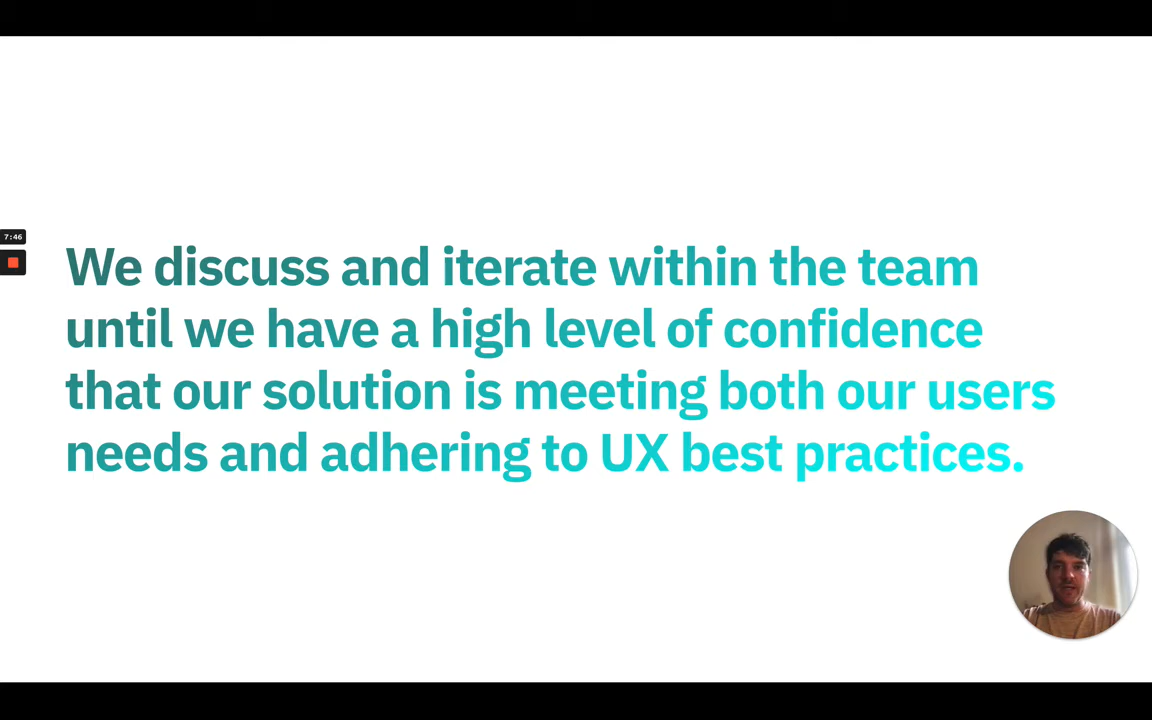 7:46
We discuss and iterate within the team
until we have a high level of confidence
that our solution is meeting both our users
needs and adhering to UX best practices.